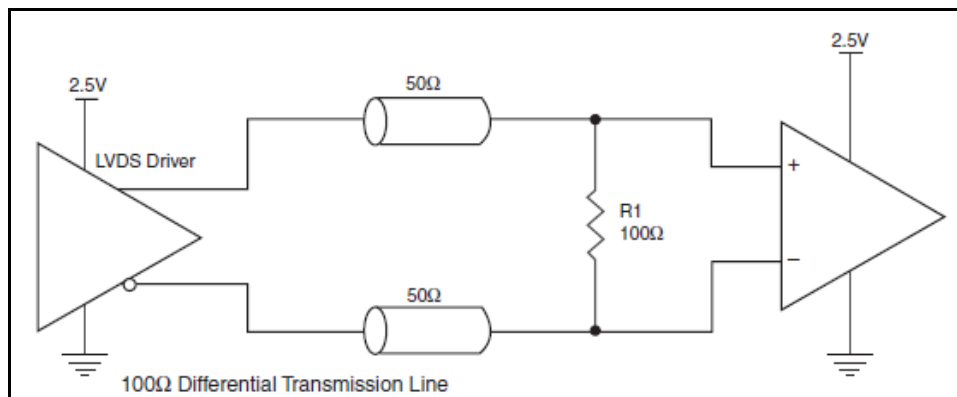 2.5V
2.5V
50Ω
LVDS Driver
+
R1
100Ω
−
50Ω
100Ω Differential Transmission Line